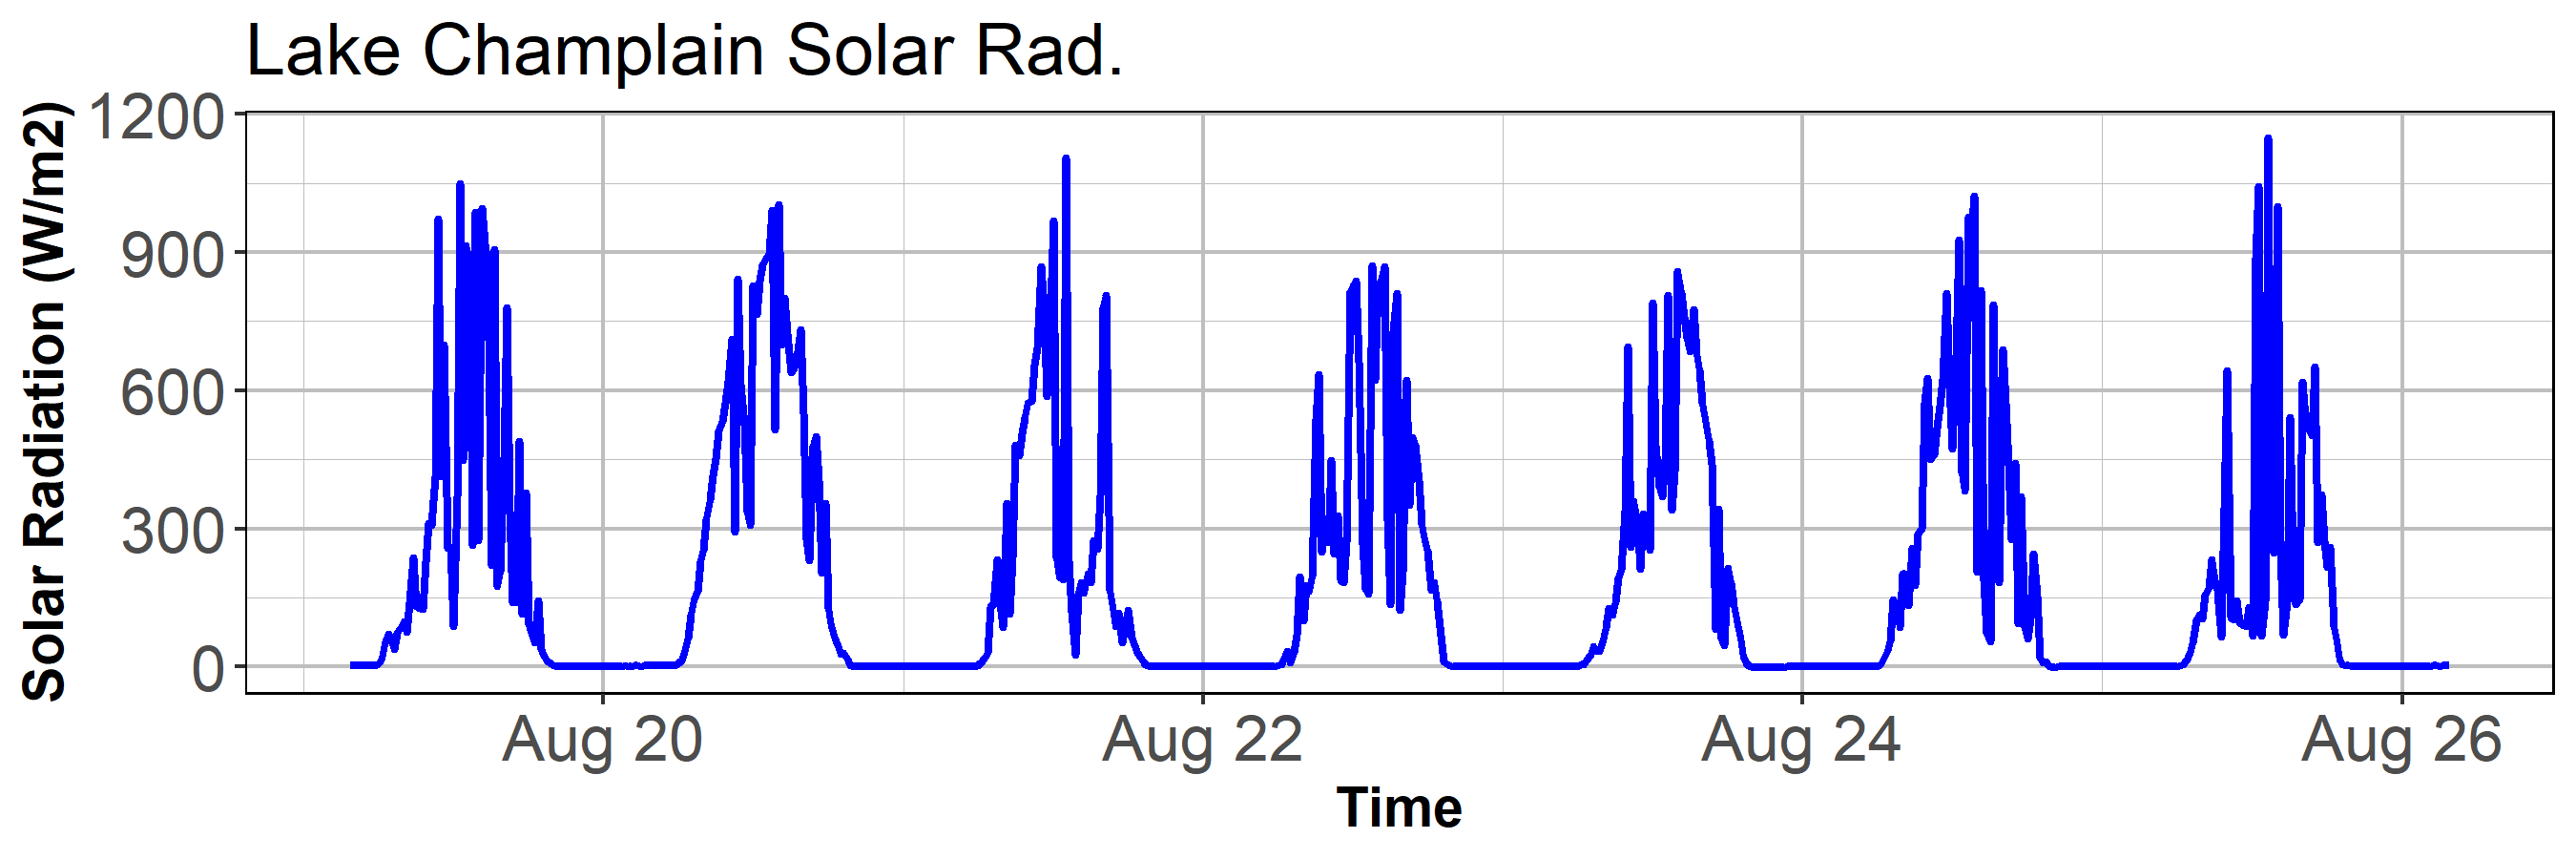 Lake Champlain Solar Rad.
Solar Radiation (W/m2)
1200
900
600
300
0
Aug 20 Aug 22 Aug 24 Aug 26
Time